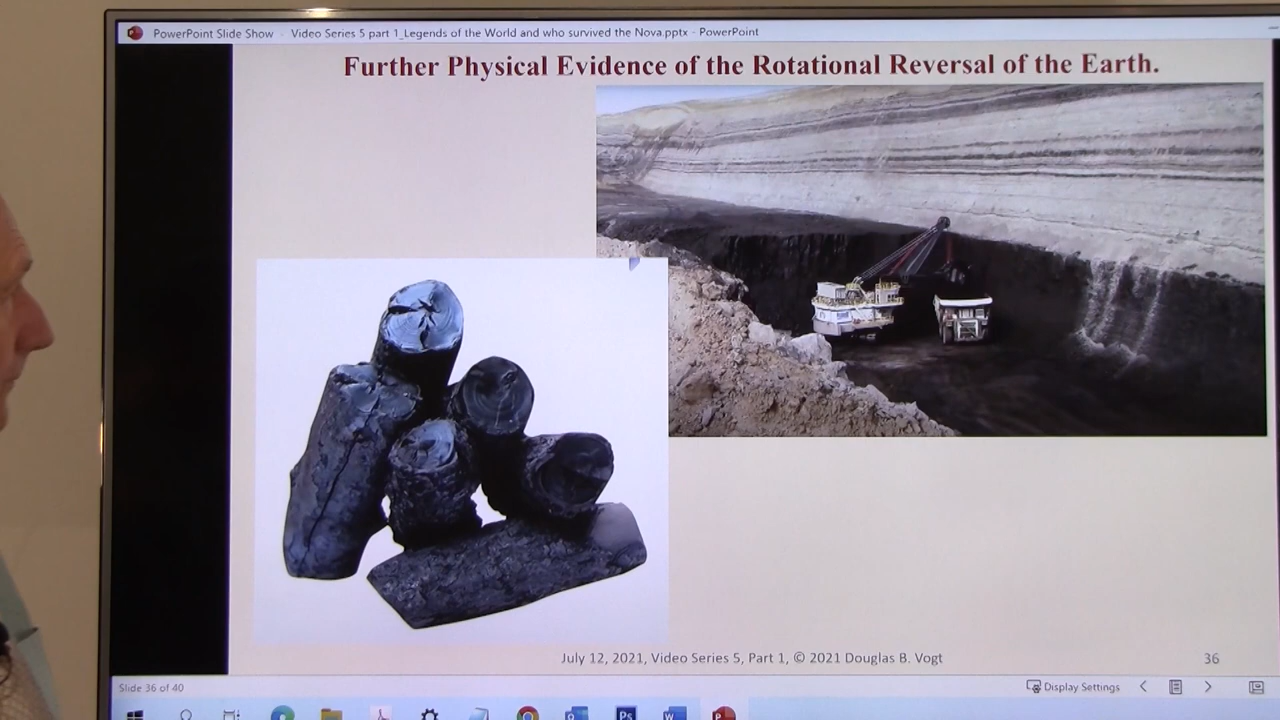 PowerPoint Slide Show - Video Series 5 part 1_Legends of the World and who survived the Nova.pptx - PowerPoint
Further Physical Evidence of the Rotational Reversal of the Earth.
July 12, 2021, Video Series 5, Part 1, © 2021 Douglas B. Vogt
36
Slide 36 of 40
Display Settings
Ps